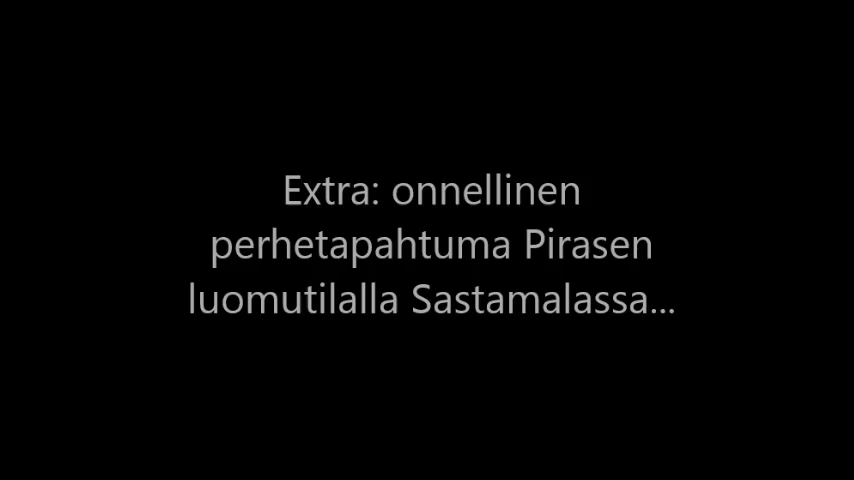 Extra: onnellinen
perhetapahtuma Pirasen
luomutilalla Sastamalassa...